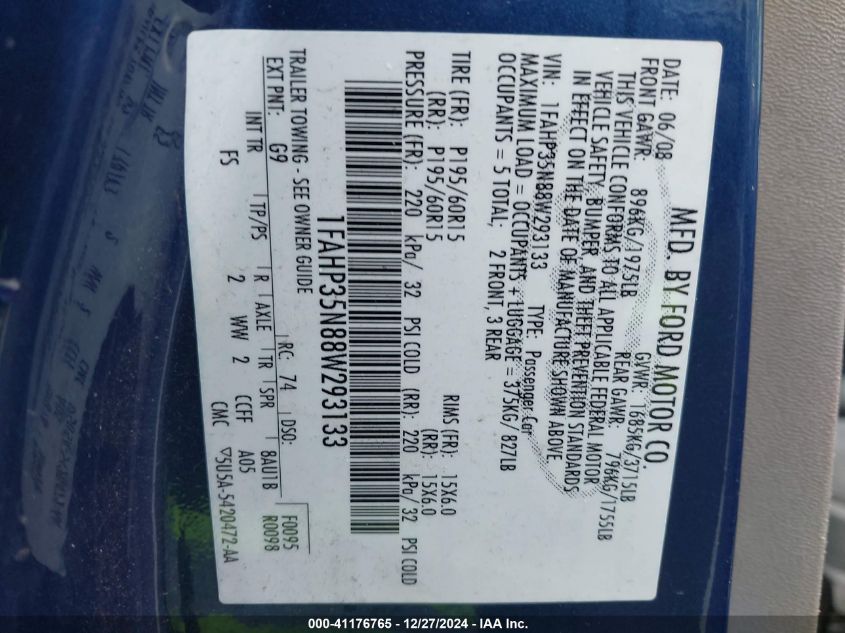 MFD. BY FORD MOTOR CO.
DATE: 06/08 GVWR: 1685KG/3715LB
FRONT GAWR: 896KG/1975LB REAR GAWR: 796KG/1755LB
THIS VEHICLE CONFORMS TO ALL APPLICABLE FEDERAL MOTOR
VEHICLE SAFETY, BUMPER, AND THEFT PREVENTION STANDARDS
IN EFFECT ON THE DATE OF MANUFACTURE SHOWN ABOVE
VIN: 1FAHP35N88W293133 TYPE: Passenger Car
MAXIMUM LOAD = OCCUPANTS + LUGGAGE = 375KG/ 827LB
OCCUPANTS = 5 TOTAL; 2 FRONT, 3 REAR
TIRE (FR): P195/60R15 RIMS (FR): 15X6.0
(RR): P195/60R15 (RR): 15X6.0
PRESSURE (FR): 220 kPa/ 32 PSI COLD (RR): 220 kPa/ 32 PSI COLD
1FAHP35N88W293133
TRAILER TOWING - SEE OWNER GUIDE
EXT PNT: G9 RC: 74 DSO: F0095
R0098
INT TR TP/PS R AXLE TR SPR 8AU1B
FS 2 WW 2 CCFF A05
CMC 5U5A-5420472-AA
000-41176765 - 12/27/2024 - IAA Inc.